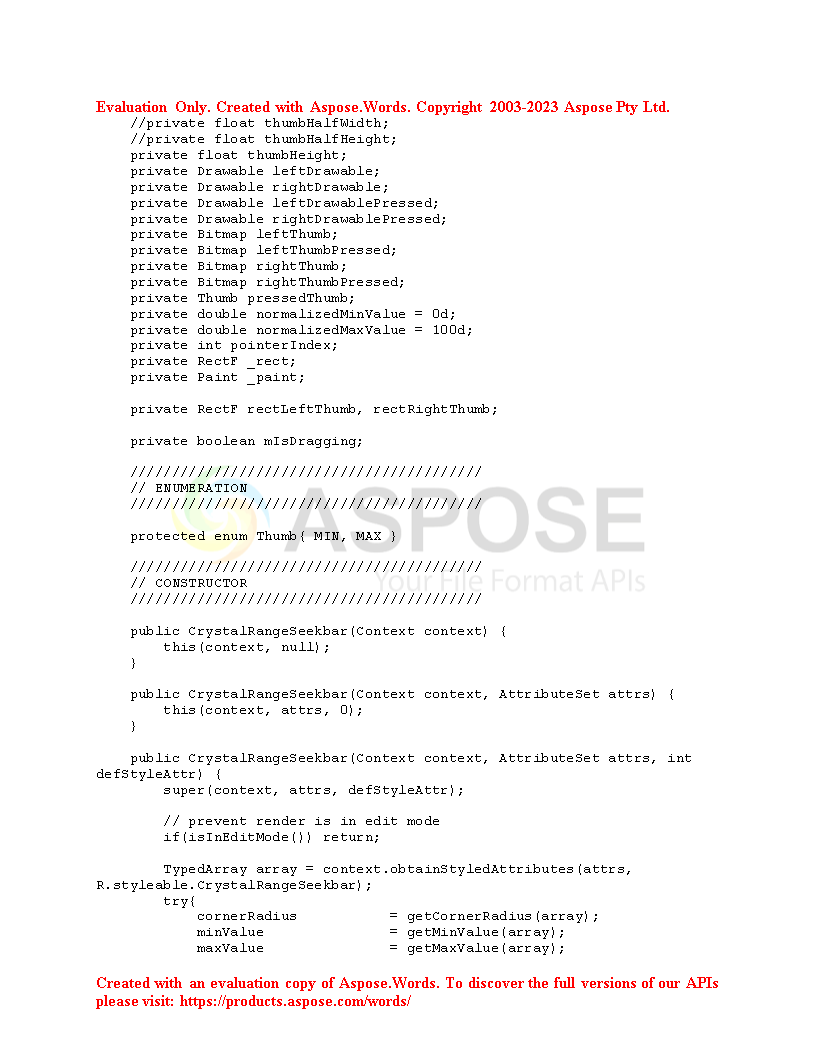 Evaluation Only. Created with Aspose.Words. Copyright 2003-2023 Aspose Pty Ltd.
//private float thumbHalfWidth;
//private float thumbHalfHeight;
private float thumbHeight;
private Drawable leftDrawable;
private Drawable rightDrawable;
private Drawable leftDrawablePressed;
private Drawable rightDrawablePressed;
private Bitmap leftThumb;
private Bitmap leftThumbPressed;
private Bitmap rightThumb;
private Bitmap rightThumbPressed;
private Thumb pressedThumb;
private double normalizedMinValue = 0d;
private double normalizedMaxValue = 100d;
private int pointerIndex;
private RectF _rect;
private Paint _paint;
private RectF rectLeftThumb, rectRightThumb;
private boolean mIsDragging;
//////////////////////////////////////////
// ENUMERATION
//////////////////////////////////////////
ASPOSE
protected enum Thumb{ MIN, MAX }
//////////////////////////////////////////
Your File Format APIs
// CONSTRUCTOR
//////////////////////////////////////////
public CrystalRangeSeekbar(Context context) {
this(context, null);
}
public CrystalRangeSeekbar(Context context, AttributeSet attrs) {
this(context, attrs, 0);
}
public CrystalRangeSeekbar(Context context, AttributeSet attrs, int
defStyleAttr) {
super(context, attrs, defStyleAttr);
// prevent render is in edit mode
if(isInEditMode()) return;
TypedArray array = context.obtainStyledAttributes(attrs,
R.styleable.CrystalRangeSeekbar);
try{
cornerRadius = getCornerRadius(array);
minValue = getMinValue(array);
maxValue = getMaxValue(array);
Created with an evaluation copy of Aspose.Words. To discover the full versions of our APIs
please visit: https://products.aspose.com/words/